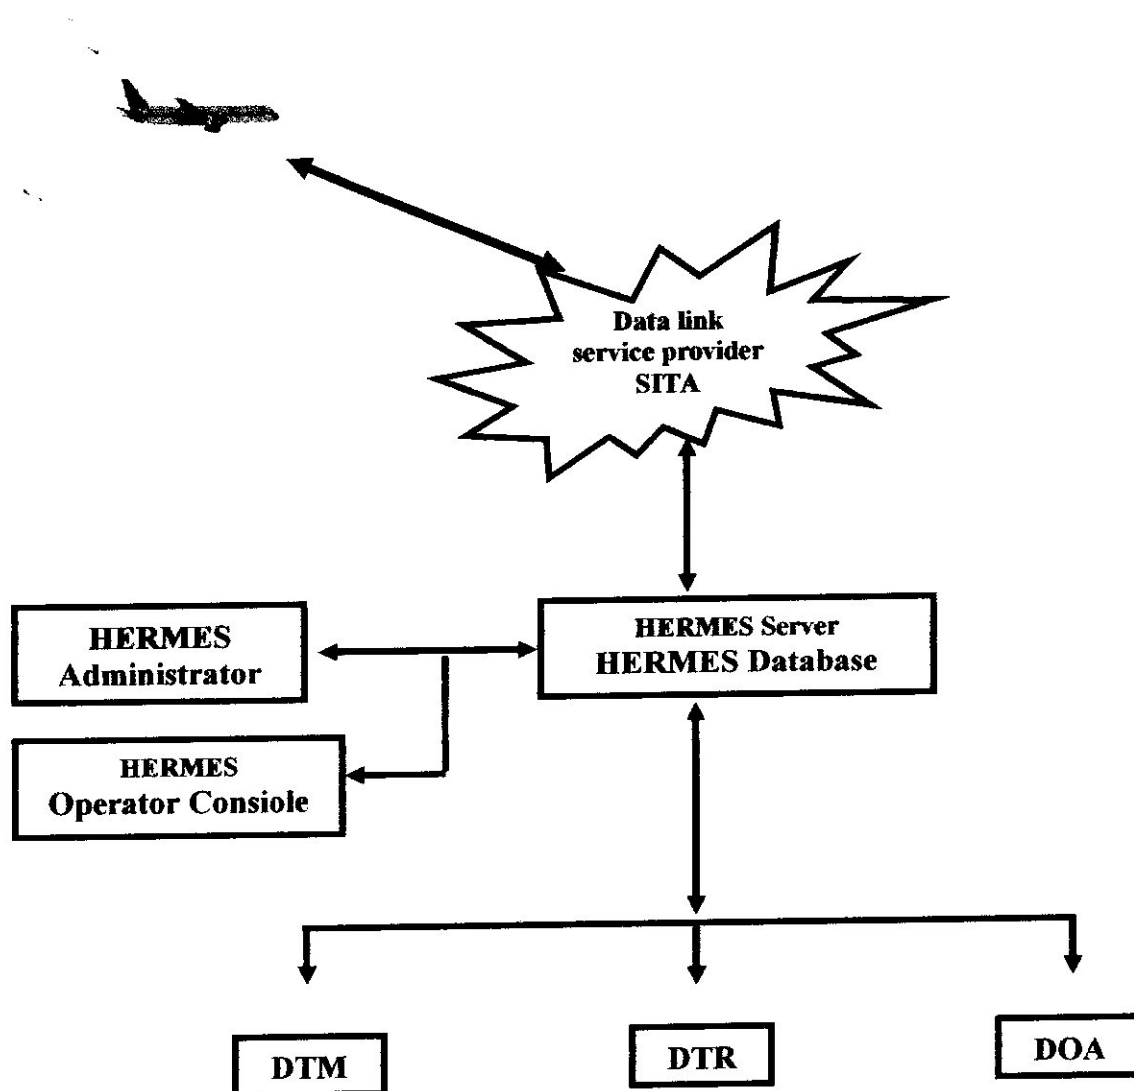 Data link
service provider
SITA
HERMES Server
HERMES Database
HERMES
Administrator
HERMES
Operator Consiole
DTM
DTR
DOA